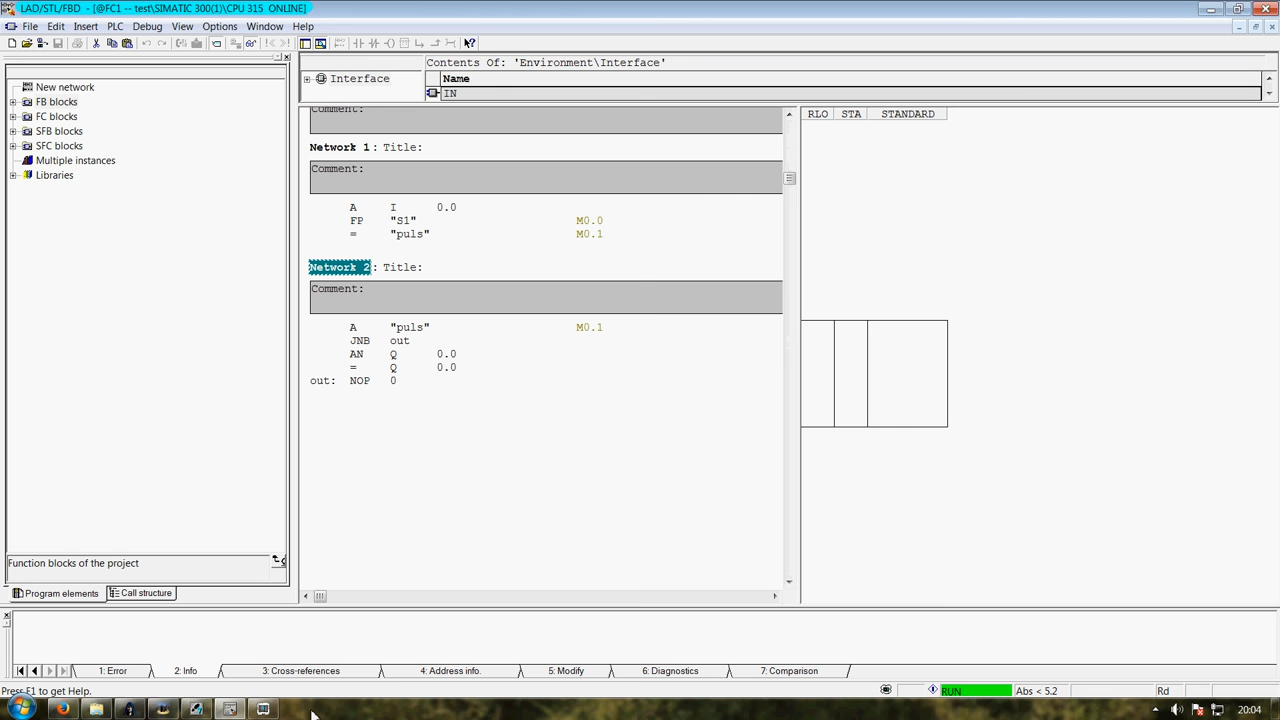 LAD/STL/FBD - [@FC1 -- test\SIMATIC 300(1)\CPU 315 ONLINE]
File Edit Insert PLC Debug View Options Window Help
Contents Of: 'Environment\Interface'
Interface
Name
IN
New network
FB blocks
FC blocks
SFB blocks
SFC blocks
Multiple instances
Libraries
Comment:
RLO STA STANDARD
Network 1 : Title:
Comment:
A I 0.0
FP "S1" M0.0
= "puls" M0.1
Network 2 : Title:
Comment:
A "puls" M0.1
JNB out
AN Q 0.0
= Q 0.0
out: NOP 0
Function blocks of the project
Program elements Call structure
1: Error 2: Info 3: Cross-references 4: Address info. 5: Modify 6: Diagnostics 7: Comparison
Press F1 to get Help. RUN Abs < 5.2 Rd
20:04